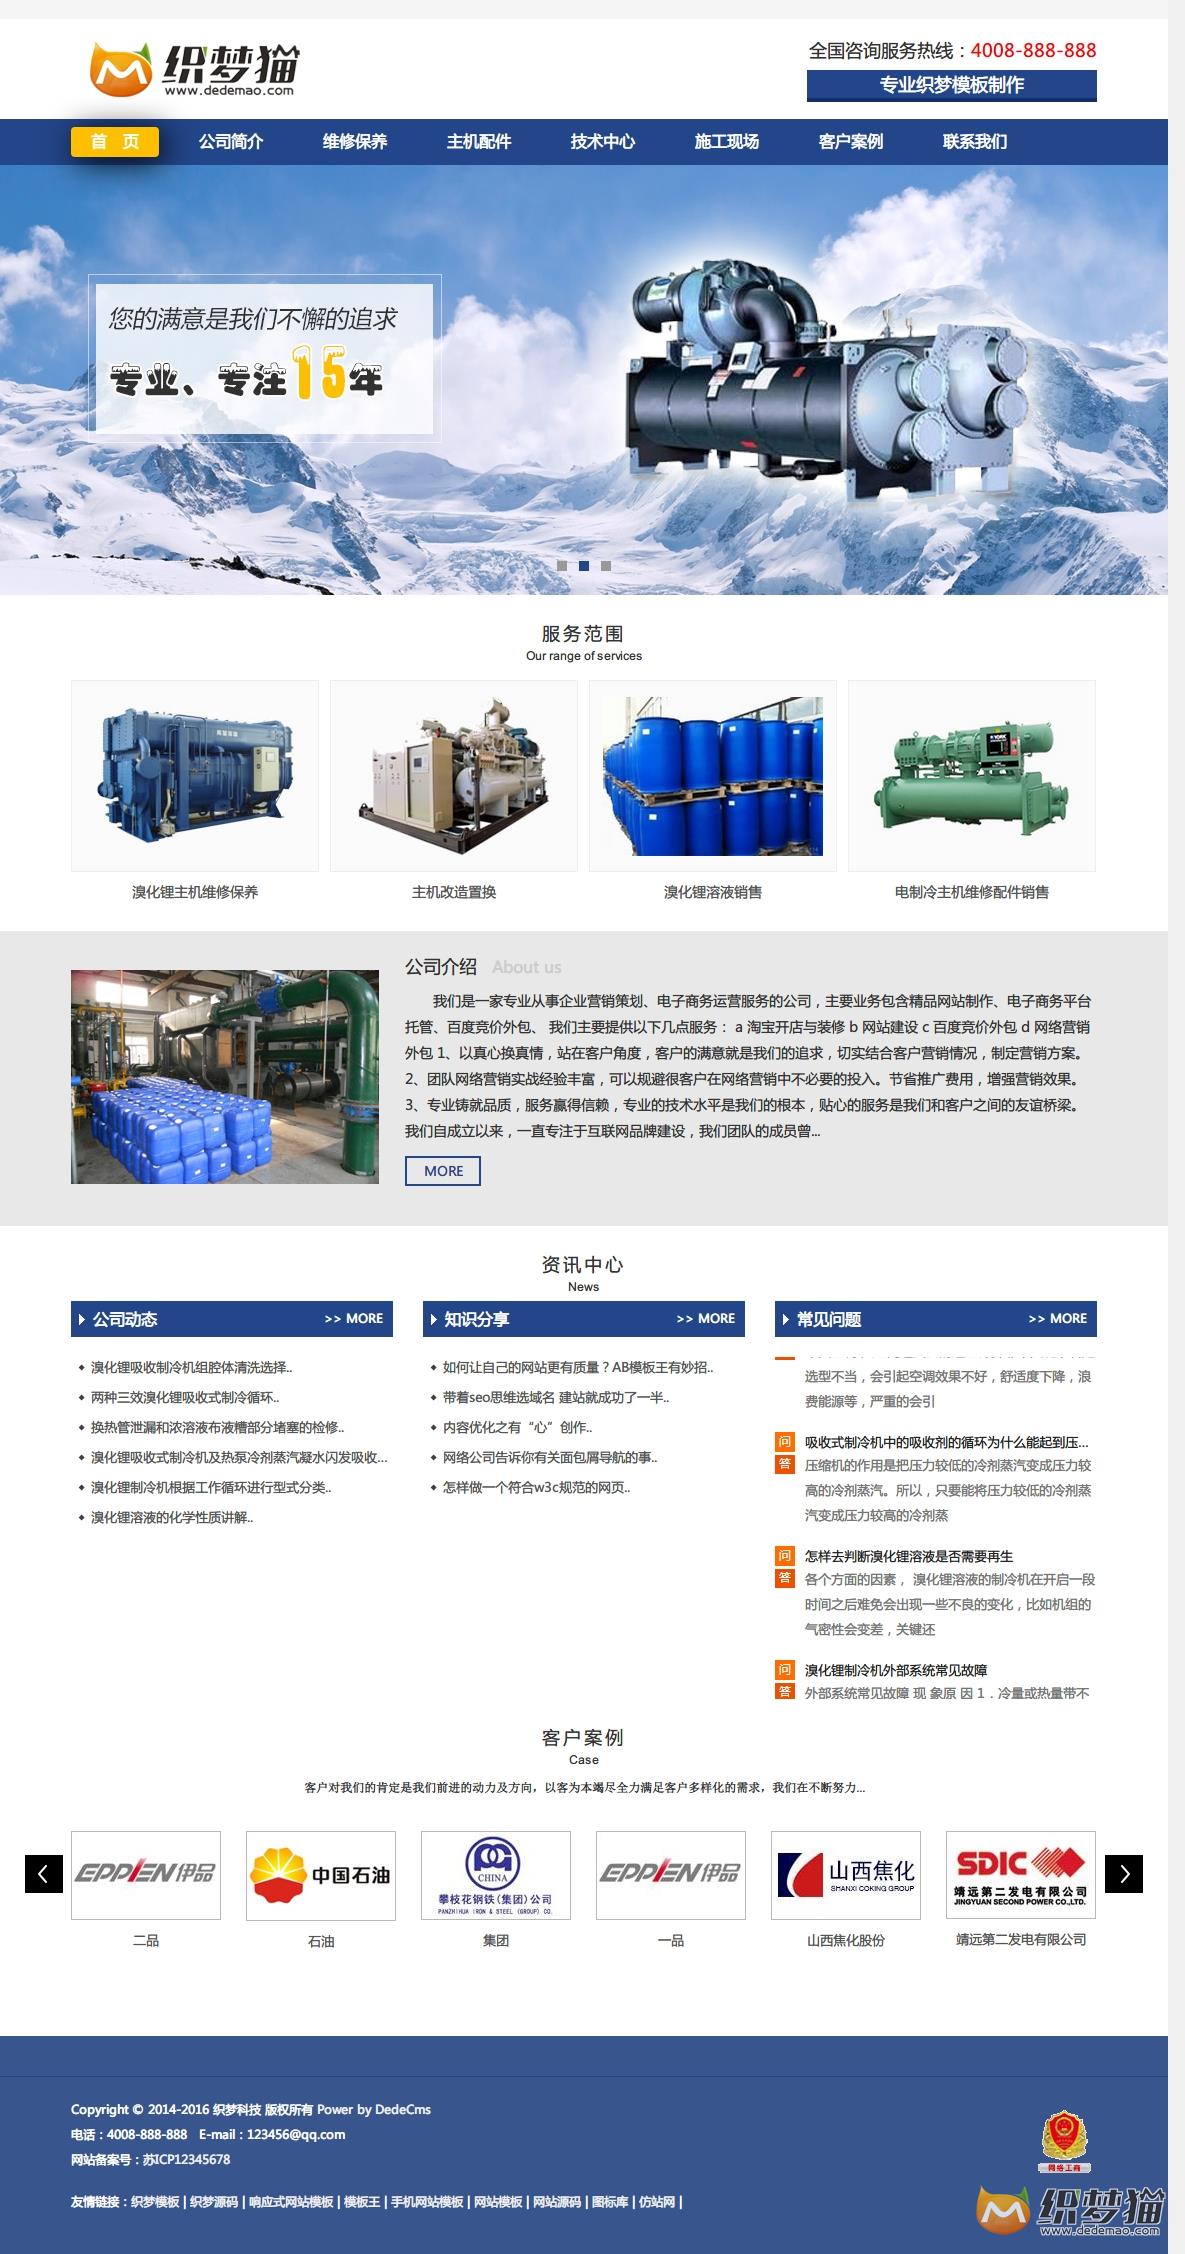 织梦猫
www.dedemao.com
全国咨询服务热线：4008-888-888
专业织梦模板制作
首 页 公司简介 维修保养 主机配件 技术中心 施工现场 客户案例 联系我们
您的满意是我们不懈的追求
专业、专注15年
服务范围
Our range of services
YORK
溴化锂主机维修保养 主机改造置换 溴化锂溶液销售 电制冷主机维修配件销售
公司介绍 About us
我们是一家专业从事企业营销策划、电子商务运营服务的公司，主要业务包含精品网站制作、电子商务平台
托管、百度竞价外包、 我们主要提供以下几点服务： a 淘宝开店与装修 b 网站建设 c 百度竞价外包 d 网络营销
外包 1、以真心换真情，站在客户角度，客户的满意就是我们的追求，切实结合客户营销情况，制定营销方案。
2、团队网络营销实战经验丰富，可以规避很客户在网络营销中不必要的投入。节省推广费用，增强营销效果。
3、专业铸就品质，服务赢得信赖，专业的技术水平是我们的根本，贴心的服务是我们和客户之间的友谊桥梁。
我们自成立以来，一直专注于互联网品牌建设，我们团队的成员曾...
MORE
资讯中心
News
公司动态 >> MORE
溴化锂吸收制冷机组腔体清洗选择..
两种三效溴化锂吸收式制冷循环..
换热管泄漏和浓溶液布液槽部分堵塞的检修..
溴化锂吸收式制冷机及热泵冷剂蒸汽凝水闪发吸收...
溴化锂制冷机根据工作循环进行型式分类..
溴化锂溶液的化学性质讲解..
知识分享 >> MORE
如何让自己的网站更有质量？AB模板王有妙招..
带着seo思维选域名 建站就成功了一半..
内容优化之有“心”创作..
网络公司告诉你有关面包屑导航的事..
怎样做一个符合w3c规范的网页..
常见问题 >> MORE
选型不当，会引起空调效果不好，舒适度下降，浪
费能源等，严重的会引
问 吸收式制冷机中的吸收剂的循环为什么能起到压...
答 压缩机的作用是把压力较低的冷剂蒸汽变成压力较
高的冷剂蒸汽。所以，只要能将压力较低的冷剂蒸
汽变成压力较高的冷剂蒸
问 怎样去判断溴化锂溶液是否需要再生
答 各个方面的因素， 溴化锂溶液的制冷机在开启一段
时间之后难免会出现一些不良的变化，比如机组的
气密性会变差，关键还
问 溴化锂制冷机外部系统常见故障
答 外部系统常见故障 现 象原 因 1．冷量或热量带不
客户案例
Case
客户对我们的肯定是我们前进的动力及方向，以客为本竭尽全力满足客户多样化的需求，我们在不断努力...
EPPEN伊品
中国石油
CHINA
攀枝花钢铁(集团)公司
PANZHIHUA IRON & STEEL (GROUP) CO.
EPPEN伊品
山西焦化
SHANXI COKING GROUP
SDIC
靖远第二发电有限公司
JINGYUAN SECOND POWER CO.,LTD.
二品 石油 集团 一品 山西焦化股份 靖远第二发电有限公司
Copyright © 2014-2016 织梦科技 版权所有 Power by DedeCms
电话：4008-888-888 E-mail：123456@qq.com
网站备案号：苏ICP12345678
友情链接：织梦模板 | 织梦源码 | 响应式网站模板 | 模板王 | 手机网站模板 | 网站模板 | 网站源码 | 图标库 | 仿站网 |
网络工商
织梦猫
www.dedemao.com